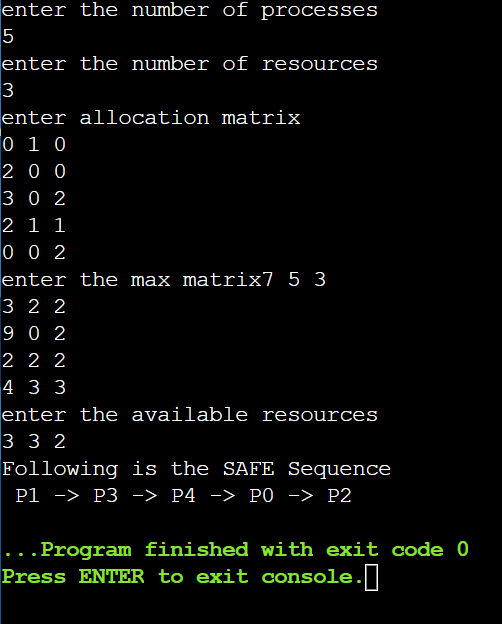 enter the number of processes
5
enter the number of resources
3
enter allocation matrix
0 1 0
2 0 0
3 0 2
2 1 1
0 0 2
enter the max matrix7 5 3
3 2 2
9 0 2
2 2 2
4 3 3
enter the available resources
3 3 2
Following is the SAFE Sequence
 P1 -> P3 -> P4 -> P0 -> P2

...Program finished with exit code 0
Press ENTER to exit console.